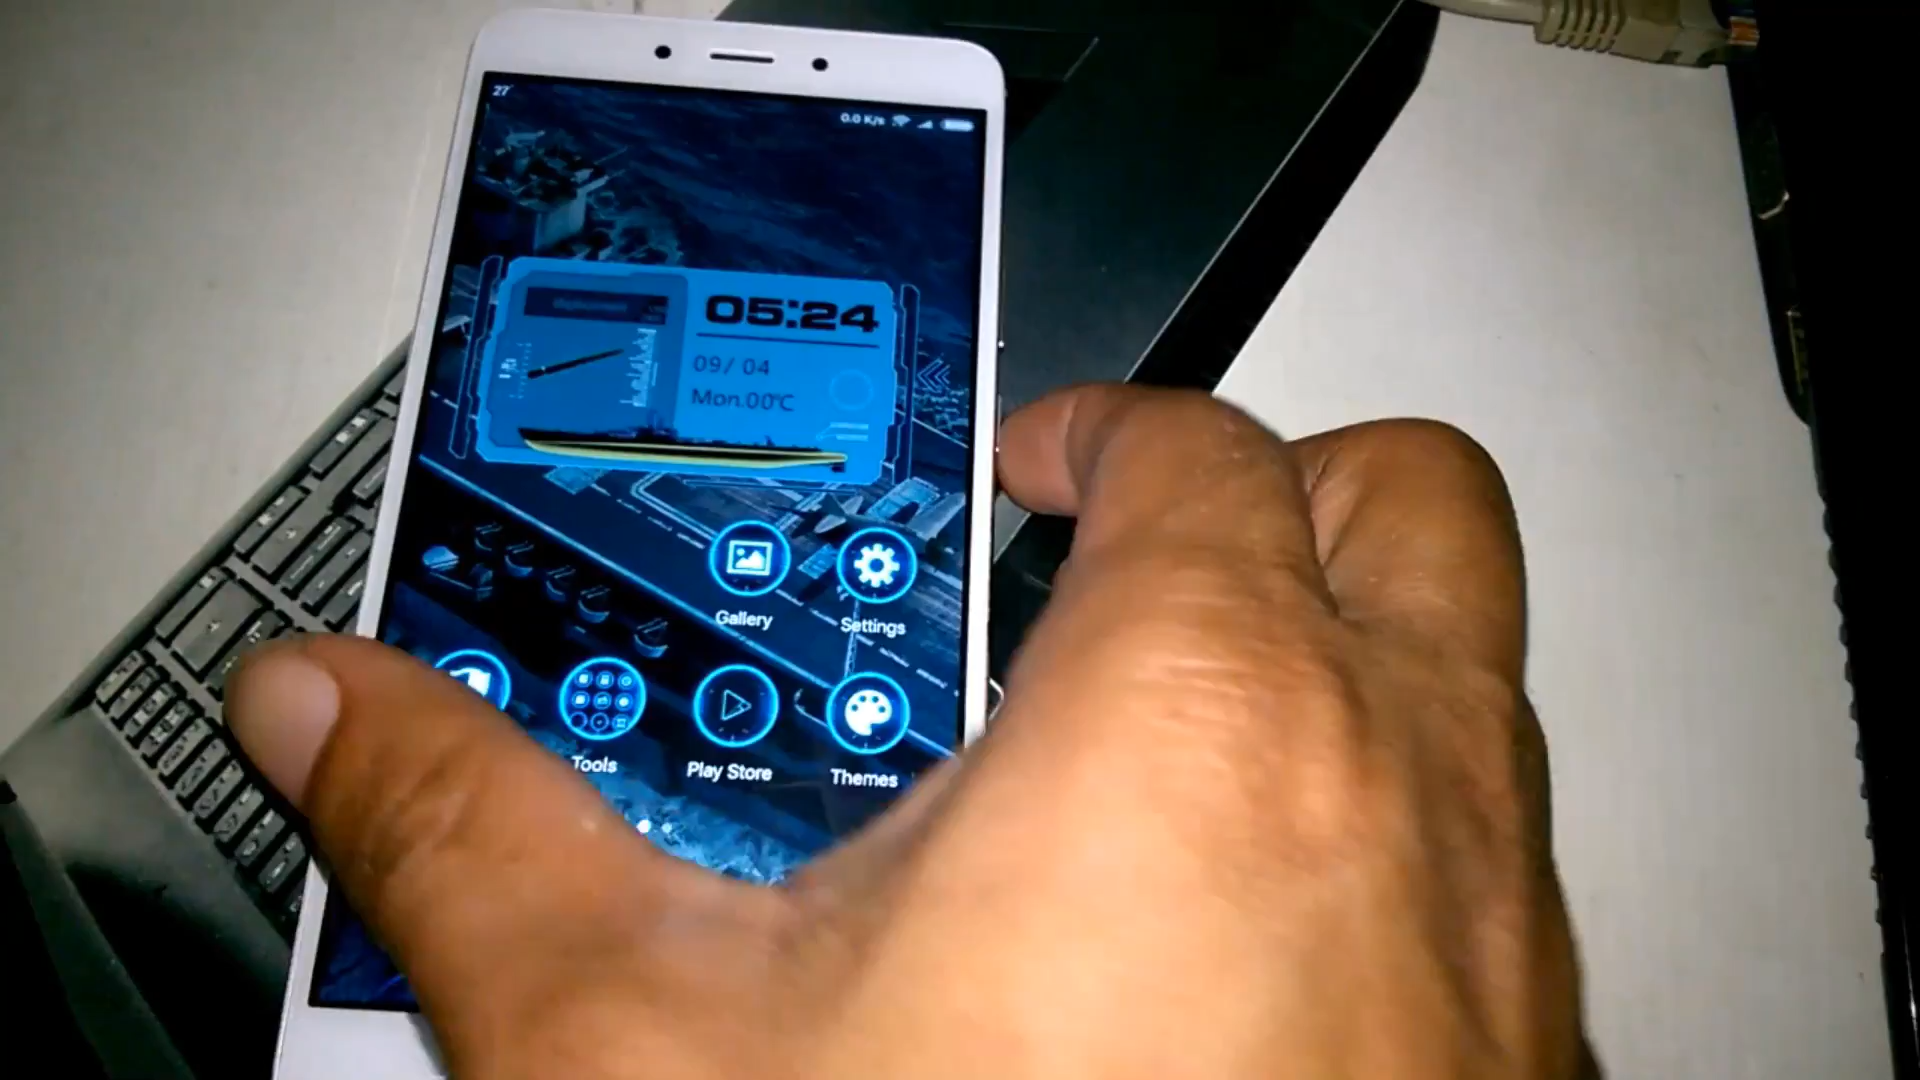 27°
0.0 K/s
05:24
09/ 04
Mon.00°C
Gallery
Settings
Tools
Play Store
Themes